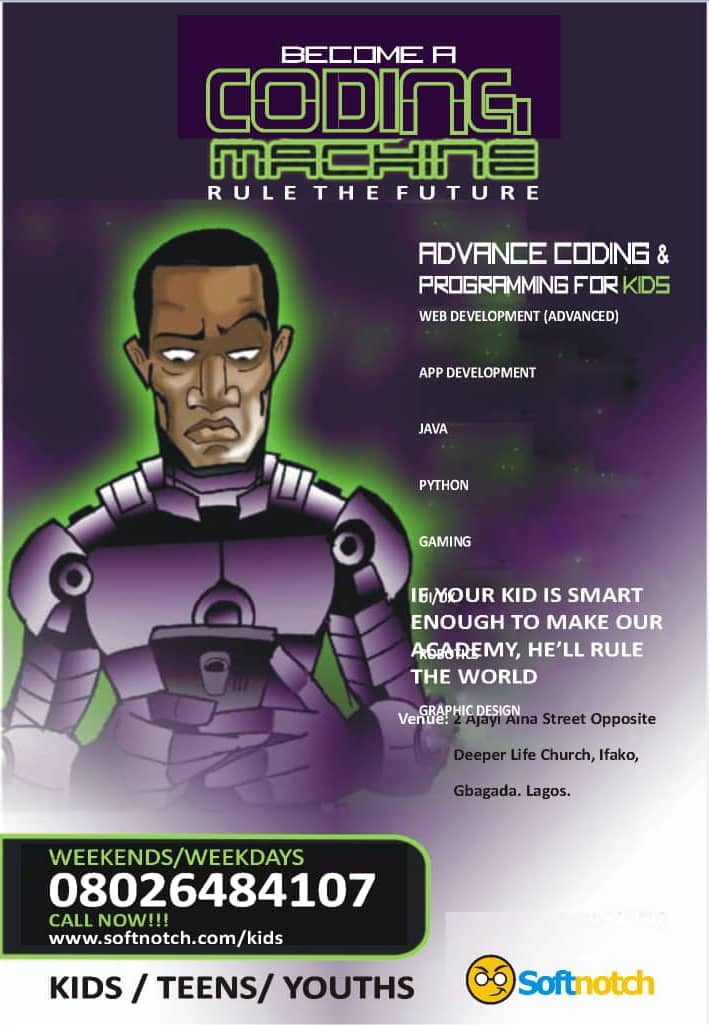 BECOME A
CODING
MACHINE
RULE THE FUTURE
ADVANCE CODING &
PROGRAMMING FOR KIDS
WEB DEVELOPMENT (ADVANCED)
APP DEVELOPMENT
JAVA
PYTHON
GAMING
UI/UX
IF YOUR KID IS SMART
ENOUGH TO MAKE OUR
ROBOTICS
ACADEMY, HE'LL RULE
THE WORLD
GRAPHIC DESIGN
Venue: 2 Ajayi Aina Street Opposite
Deeper Life Church, Ifako,
Gbagada. Lagos.
WEEKENDS/WEEKDAYS
08026484107
CALL NOW!!!
www.softnotch.com/kids
KIDS / TEENS/ YOUTHS
Softnotch